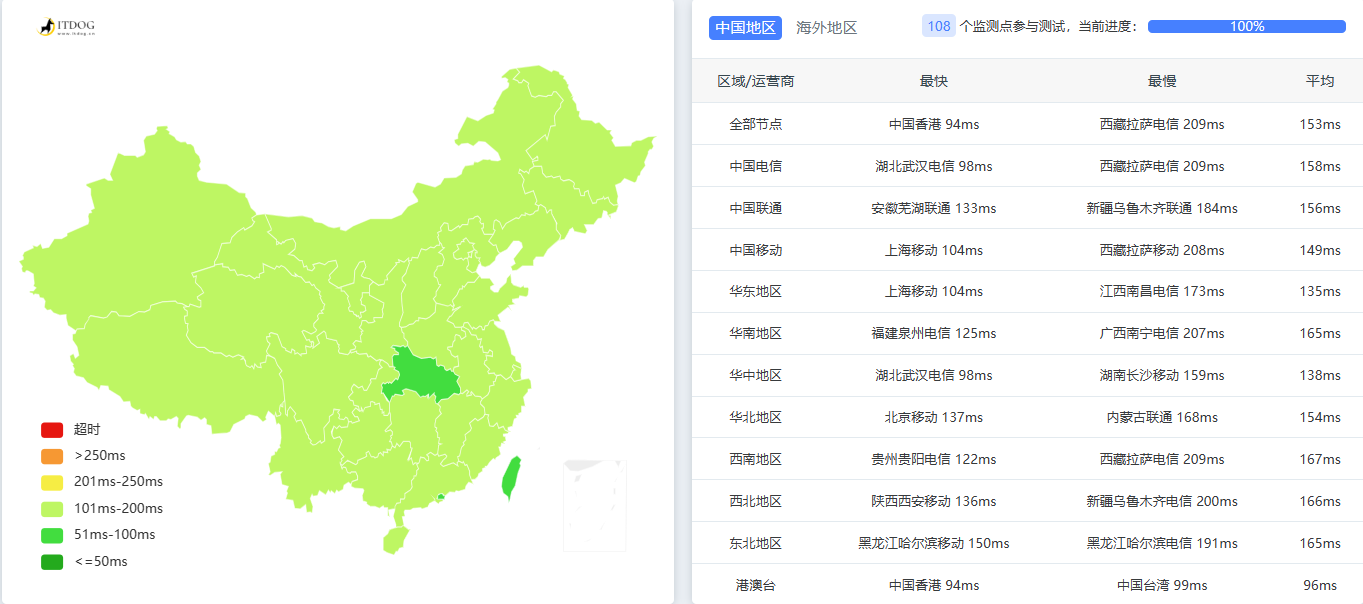 ITDOG
www.itdog.cn
超时
>250ms
201ms-250ms
101ms-200ms
51ms-100ms
<=50ms
中国地区 海外地区 108 个监测点参与测试，当前进度： 100%
区域/运营商 最快 最慢 平均
全部节点 中国香港 94ms 西藏拉萨电信 209ms 153ms
中国电信 湖北武汉电信 98ms 西藏拉萨电信 209ms 158ms
中国联通 安徽芜湖联通 133ms 新疆乌鲁木齐联通 184ms 156ms
中国移动 上海移动 104ms 西藏拉萨移动 208ms 149ms
华东地区 上海移动 104ms 江西南昌电信 173ms 135ms
华南地区 福建泉州电信 125ms 广西南宁电信 207ms 165ms
华中地区 湖北武汉电信 98ms 湖南长沙移动 159ms 138ms
华北地区 北京移动 137ms 内蒙古联通 168ms 154ms
西南地区 贵州贵阳电信 122ms 西藏拉萨电信 209ms 167ms
西北地区 陕西西安移动 136ms 新疆乌鲁木齐电信 200ms 166ms
东北地区 黑龙江哈尔滨移动 150ms 黑龙江哈尔滨电信 191ms 165ms
港澳台 中国香港 94ms 中国台湾 99ms 96ms